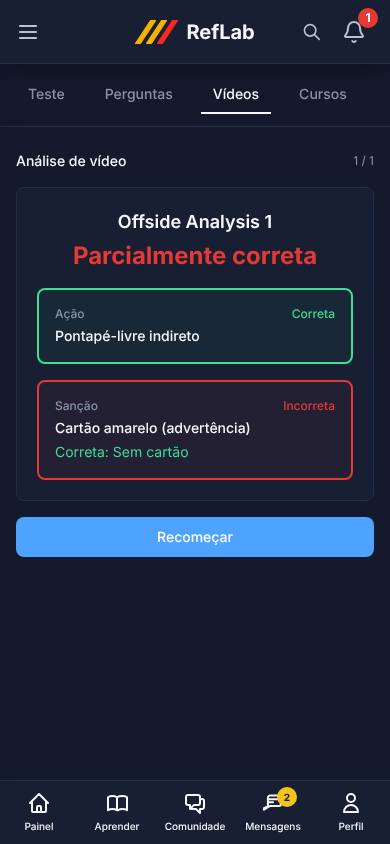 RefLab
1
Teste
Perguntas
Vídeos
Cursos
Análise de vídeo
1 / 1
Offside Analysis 1
Parcialmente correta
Ação
Correta
Pontapé-livre indireto
Sanção
Incorreta
Cartão amarelo (advertência)
Correta: Sem cartão
Recomeçar
2
Painel
Aprender
Comunidade
Mensagens
Perfil